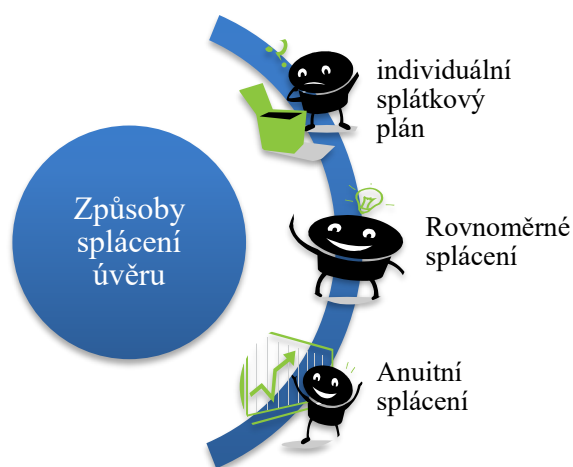 Způsoby
splácení
úvěru
individuální
splátkový
plán
Rovnoměrné
splácení
Anuitní
splácení